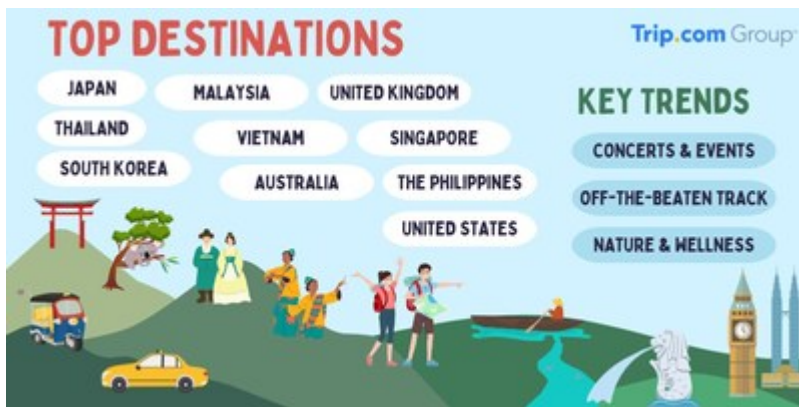 TOP DESTINATIONS
Trip.com Group
JAPAN
MALAYSIA
UNITED KINGDOM
THAILAND
VIETNAM
SINGAPORE
SOUTH KOREA
AUSTRALIA
THE PHILIPPINES
UNITED STATES
KEY TRENDS
CONCERTS & EVENTS
OFF-THE-BEATEN TRACK
NATURE & WELLNESS